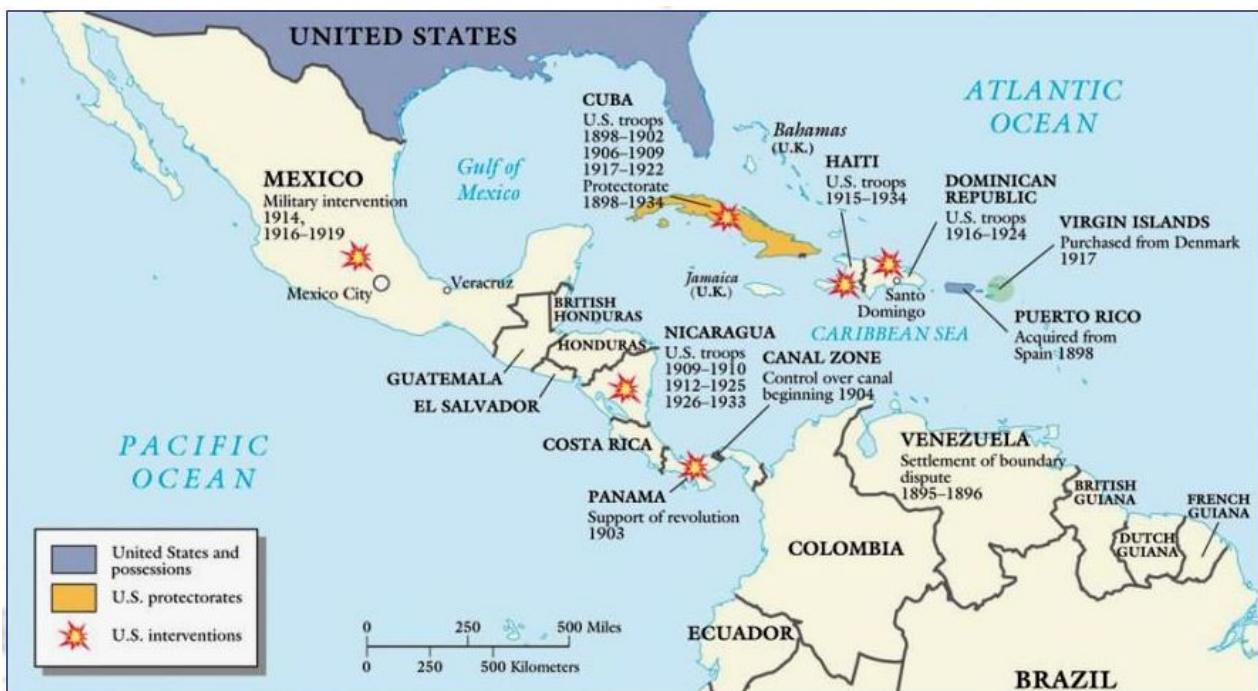 UNITED STATES
ATLANTIC
OCEAN
Gulf of
Mexico
CUBA
U.S. troops
1898–1902
1906–1909
1917–1922
Protectorate
1898–1934
Bahamas
(U.K.)
HAITI
U.S. troops
1915–1934
DOMINICAN
REPUBLIC
U.S. troops
1916–1924
VIRGIN ISLANDS
Purchased from Denmark
1917
MEXICO
Military intervention
1914,
1916–1919
Mexico City
Veracruz
Jamaica
(U.K.)
Santo
Domingo
CARIBBEAN SEA
PUERTO RICO
Acquired from
Spain 1898
BRITISH
HONDURAS
HONDURAS
GUATEMALA
EL SALVADOR
NICARAGUA
U.S. troops
1909–1910
1912–1925
1926–1933
CANAL ZONE
Control over canal
beginning 1904
COSTA RICA
PANAMA
Support of revolution
1903
PACIFIC
OCEAN
VENEZUELA
Settlement of boundary
dispute
1895–1896
BRITISH
GUIANA
FRENCH
GUIANA
DUTCH
GUIANA
COLOMBIA
ECUADOR
BRAZIL
United States and
possessions
U.S. protectorates
U.S. interventions
0 250 500 Miles
0 250 500 Kilometers